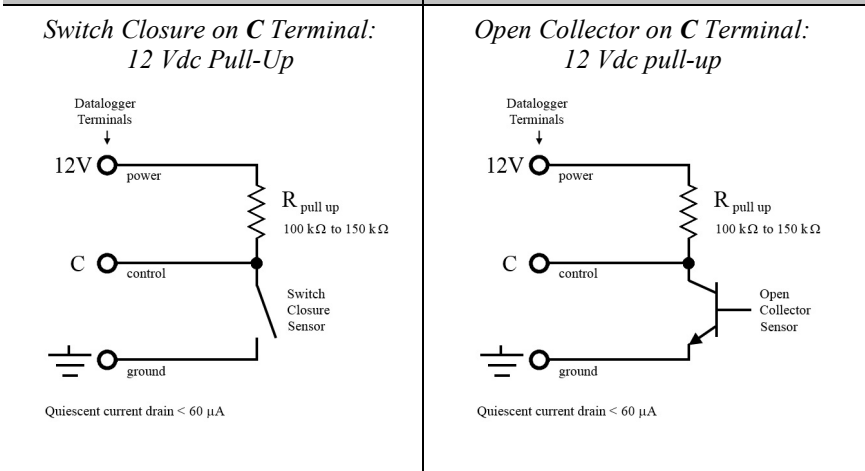 Switch Closure on C Terminal:
12 Vdc Pull-Up
Datalogger
Terminals
12V
power
R pull up
100 kΩ to 150 kΩ
C
control
Switch
Closure
Sensor
ground
Quiescent current drain < 60 µA
Open Collector on C Terminal:
12 Vdc pull-up
Datalogger
Terminals
12V
power
R pull up
100 kΩ to 150 kΩ
C
control
Open
Collector
Sensor
ground
Quiescent current drain < 60 µA